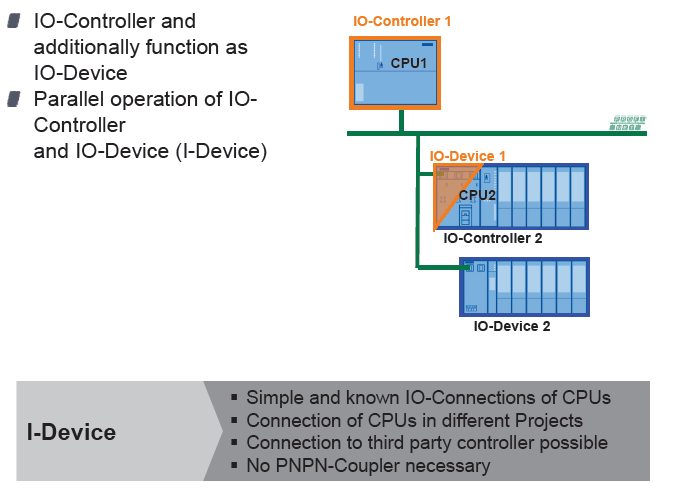 IO-Controller and
additionally function as
IO-Device
Parallel operation of IO-
Controller
and IO-Device (I-Device)
IO-Controller 1
CPU1
IO-Device 1
CPU2
IO-Controller 2
IO-Device 2
I-Device
▪ Simple and known IO-Connections of CPUs
▪ Connection of CPUs in different Projects
▪ Connection to third party controller possible
▪ No PNPN-Coupler necessary